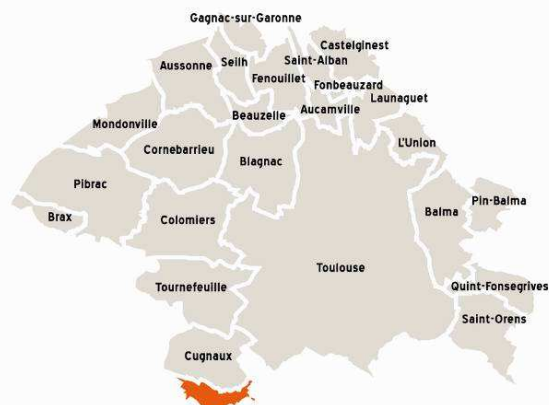 Gagnac-sur-Garonne
Castelginest
Saint-Alban
Seilh
Aussonne
Fenouillet
Fonbeauzard
Launaguet
Aucamville
Beauzelle
Mondonville
L'Union
Cornebarrieu
Blagnac
Pibrac
Balma
Pin-Balma
Brax
Colomiers
Toulouse
Tournefeuille
Quint-Fonsegrives
Saint-Orens
Cugnaux